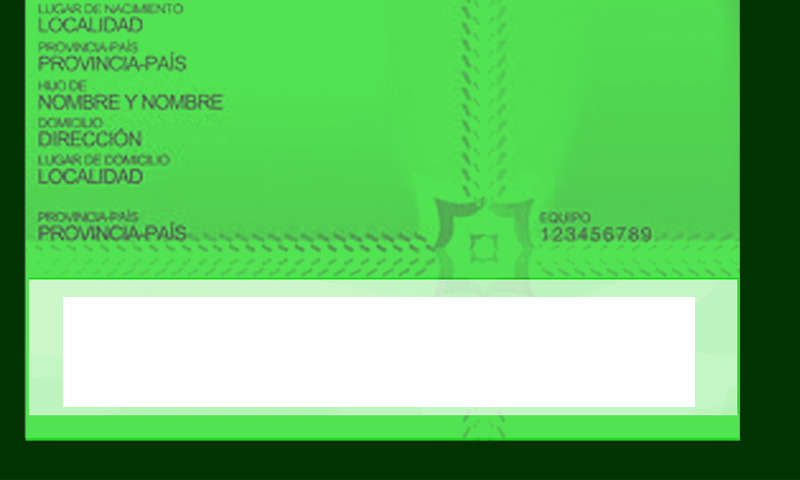 LUGAR DE NACIMIENTO
LOCALIDAD
PROVINCIA-PAÍS
PROVINCIA-PAÍS
HIJO DE
NOMBRE Y NOMBRE
DOMICILIO
DIRECCIÓN
LUGAR DE DOMICILIO
LOCALIDAD
PROVINCIA-PAÍS
PROVINCIA-PAÍS
EQUIPO
123456789